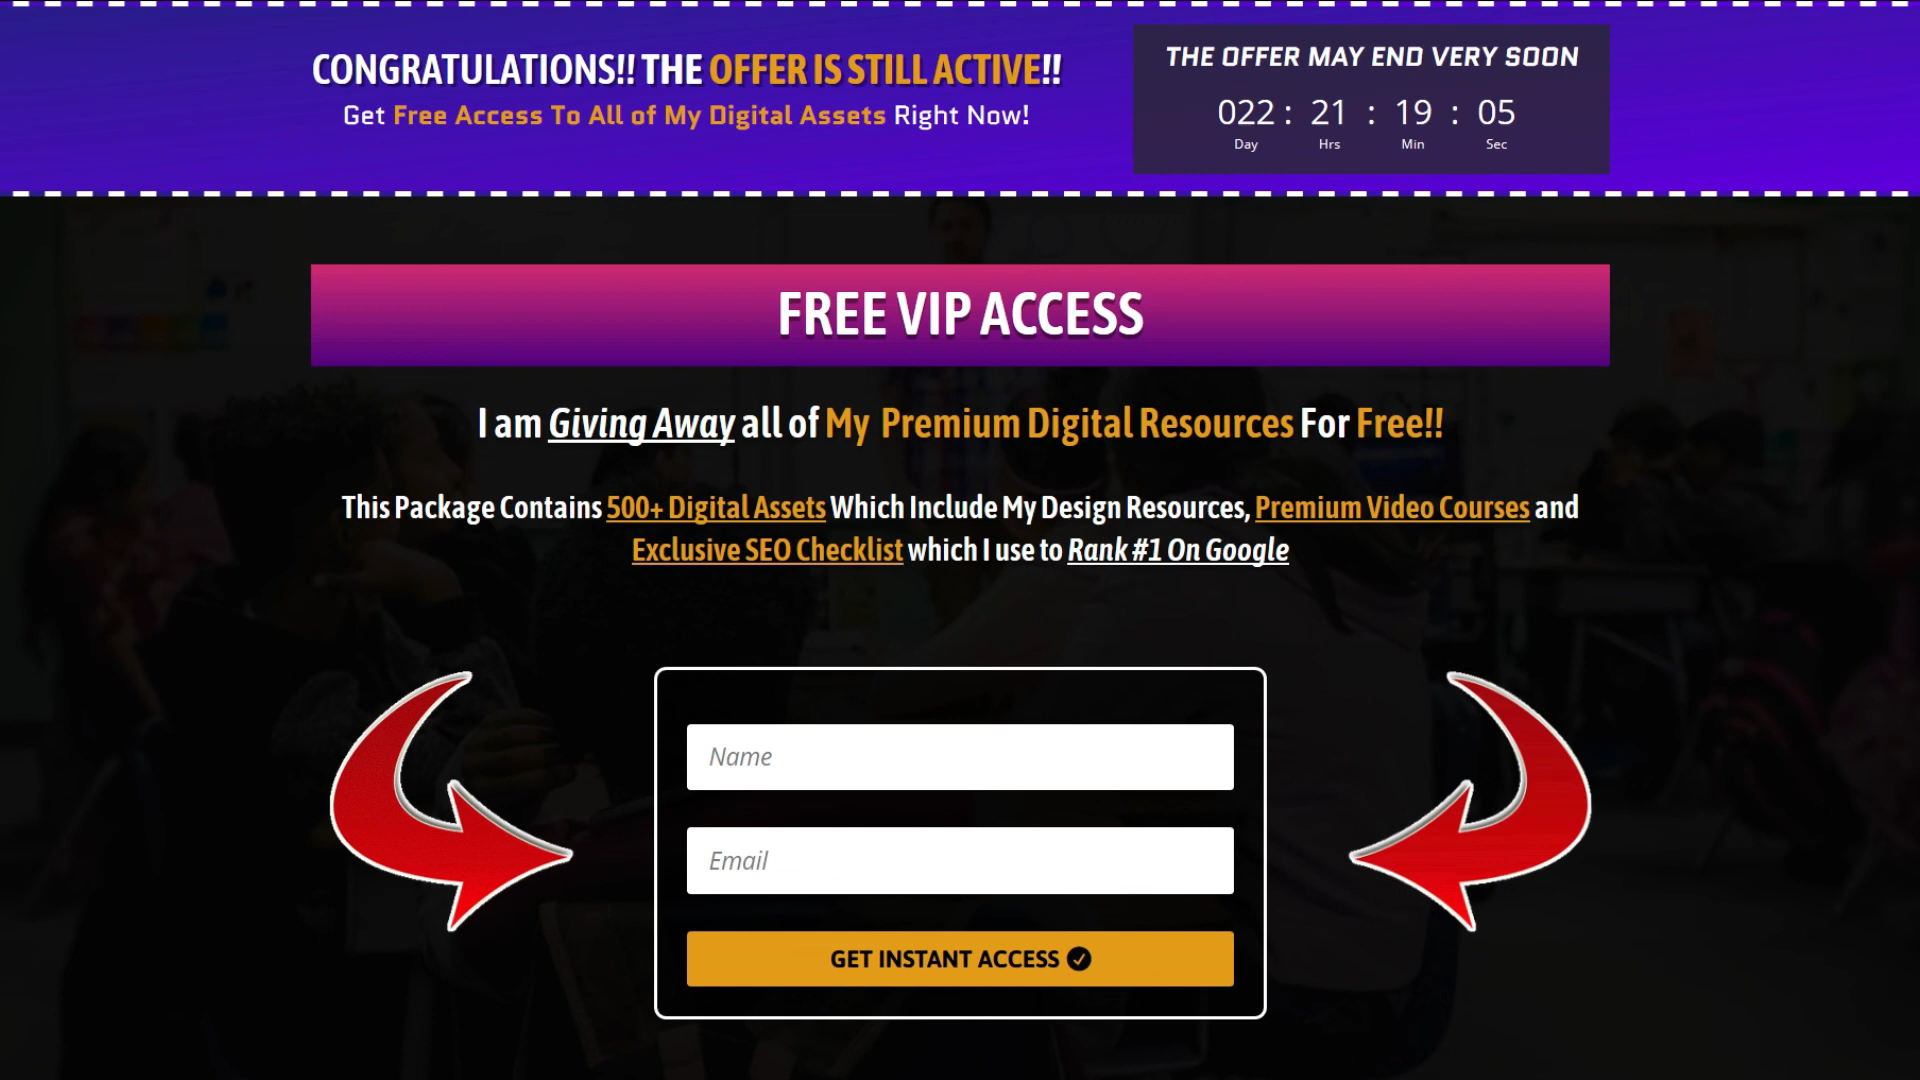 CONGRATULATIONS!! THE OFFER IS STILL ACTIVE!!
Get Free Access To All of My Digital Assets Right Now!
THE OFFER MAY END VERY SOON
022 : 21 : 19 : 05
Day Hrs Min Sec
FREE VIP ACCESS
I am Giving Away all of My Premium Digital Resources For Free!!
This Package Contains 500+ Digital Assets Which Include My Design Resources, Premium Video Courses and
Exclusive SEO Checklist which I use to Rank #1 On Google
Name
Email
GET INSTANT ACCESS